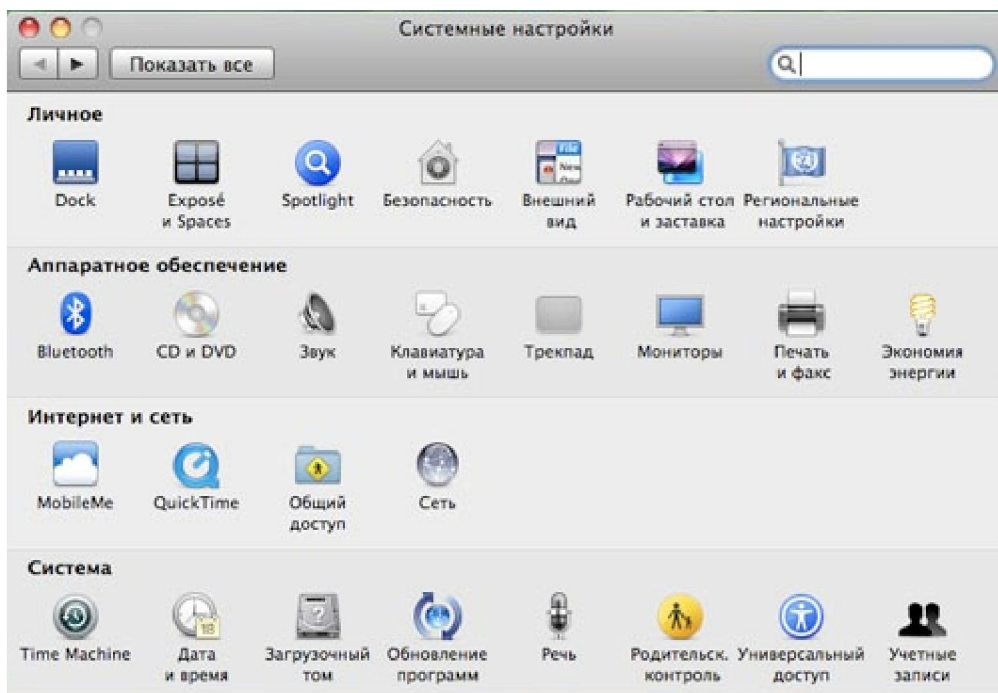 Системные настройки
Показать все
Личное
Dock Exposé Spotlight Безопасность Внешний Рабочий стол Региональные
и Spaces вид и заставка настройки
Аппаратное обеспечение
Bluetooth CD и DVD Звук Клавиатура Трекпад Мониторы Печать Экономия
и мышь и факс энергии
Интернет и сеть
MobileMe QuickTime Общий Сеть
доступ
Система
Time Machine Дата Загрузочный Обновление Речь Родительск. Универсальный Учетные
и время том программ контроль доступ записи